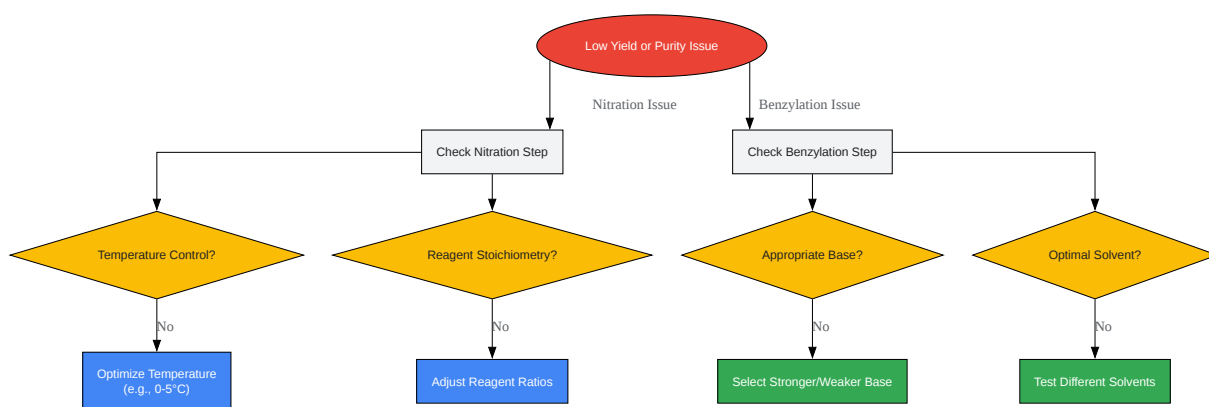 Low Yield or Purity Issue
Nitration Issue
Benzylation Issue
Check Nitration Step
Check Benzylation Step
Temperature Control?
Reagent Stoichiometry?
Appropriate Base?
Optimal Solvent?
No
No
No
No
Optimize Temperature
(e.g., 0-5°C)
Adjust Reagent Ratios
Select Stronger/Weaker Base
Test Different Solvents